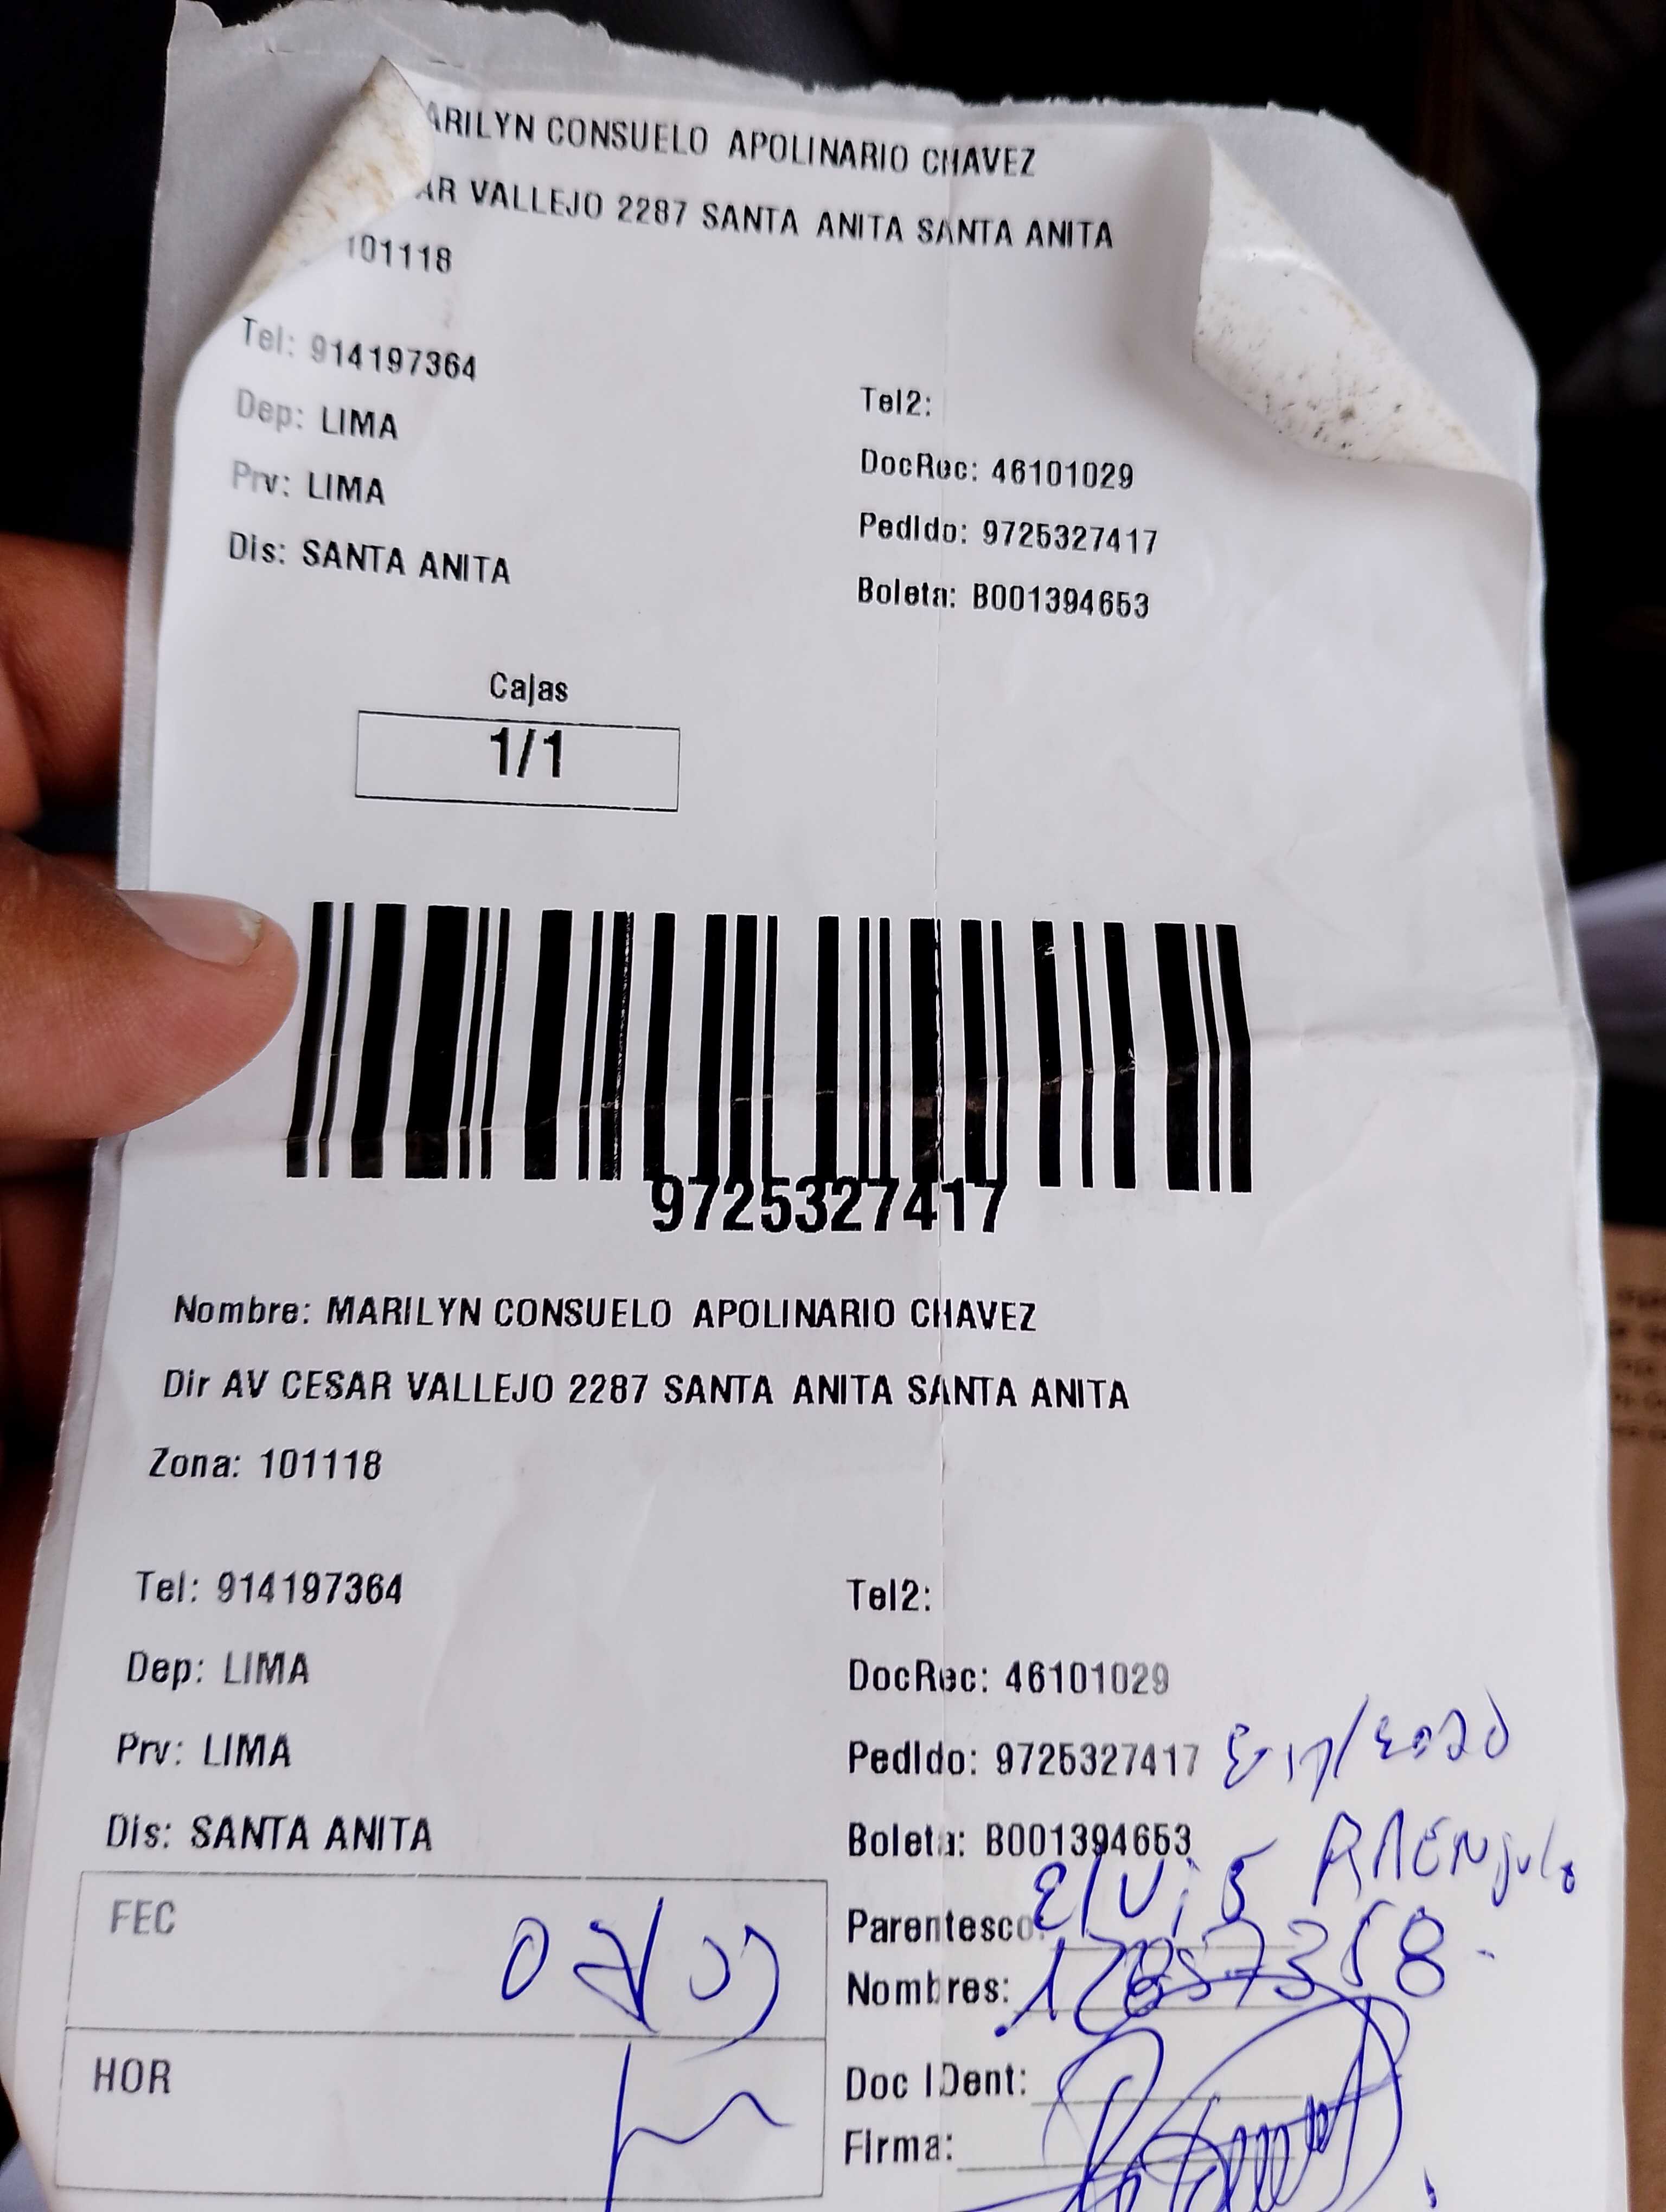 ARILYN CONSUELO APOLINARIO CHAVEZ
AR VALLEJO 2287 SANTA ANITA SANTA ANITA
101118
Tel: 914197364
Tel2:
Dep: LIMA
DocRec: 46101029
Prv: LIMA
Pedido: 9725327417
Dis: SANTA ANITA
Boleta: B001394653
Cajas
1/1
9725327417
Nombre: MARILYN CONSUELO APOLINARIO CHAVEZ
Dir AV CESAR VALLEJO 2287 SANTA ANITA SANTA ANITA
Zona: 101118
Tel: 914197364
Tel2:
Dep: LIMA
DocRec: 46101029
Prv: LIMA
Pedido: 9725327417
Dis: SANTA ANITA
Boleta: B001394653
FEC
Parentesco: Elvis
Nombres:
HOR
Doc IDent:
Firma: